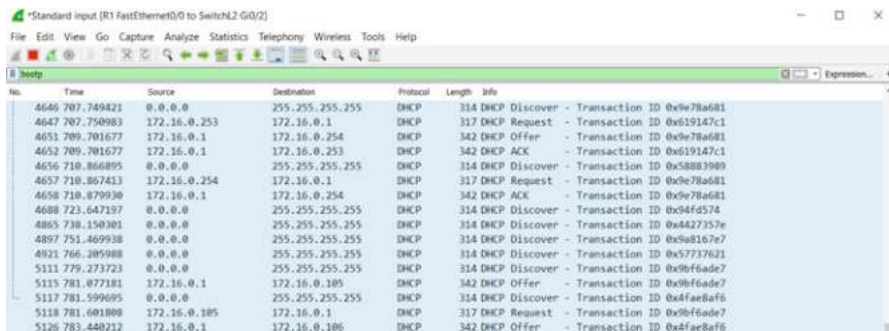 *Standard input [R1 FastEthernet0/0 to SwitchL2 Gi0/2]
File Edit View Go Capture Analyze Statistics Telephony Wireless Tools Help
bootp Expression...
No. Time Source Destination Protocol Length Info
4646 707.749421 0.0.0.0 255.255.255.255 DHCP 314 DHCP Discover - Transaction ID 0x9e78a681
4647 707.750983 172.16.0.253 172.16.0.1 DHCP 317 DHCP Request - Transaction ID 0x619147c1
4651 709.701677 172.16.0.1 172.16.0.254 DHCP 342 DHCP Offer - Transaction ID 0x9e78a681
4652 709.701677 172.16.0.1 172.16.0.253 DHCP 342 DHCP ACK - Transaction ID 0x619147c1
4656 710.866895 0.0.0.0 255.255.255.255 DHCP 314 DHCP Discover - Transaction ID 0x58883989
4657 710.867413 172.16.0.254 172.16.0.1 DHCP 317 DHCP Request - Transaction ID 0x9e78a681
4658 710.879930 172.16.0.1 172.16.0.254 DHCP 342 DHCP ACK - Transaction ID 0x9e78a681
4688 723.647197 0.0.0.0 255.255.255.255 DHCP 314 DHCP Discover - Transaction ID 0x94fd574
4865 738.150301 0.0.0.0 255.255.255.255 DHCP 314 DHCP Discover - Transaction ID 0x4427357e
4897 751.469938 0.0.0.0 255.255.255.255 DHCP 314 DHCP Discover - Transaction ID 0x9a8167e7
4921 766.205988 0.0.0.0 255.255.255.255 DHCP 314 DHCP Discover - Transaction ID 0x57737621
5111 779.273723 0.0.0.0 255.255.255.255 DHCP 314 DHCP Discover - Transaction ID 0x9bf6ade7
5115 781.077181 172.16.0.1 172.16.0.105 DHCP 342 DHCP Offer - Transaction ID 0x9bf6ade7
5117 781.599695 0.0.0.0 255.255.255.255 DHCP 314 DHCP Discover - Transaction ID 0x4fae8af6
5118 781.601808 172.16.0.105 172.16.0.1 DHCP 317 DHCP Request - Transaction ID 0x9bf6ade7
5126 783.440212 172.16.0.1 172.16.0.106 DHCP 342 DHCP Offer - Transaction ID 0x4fae8af6